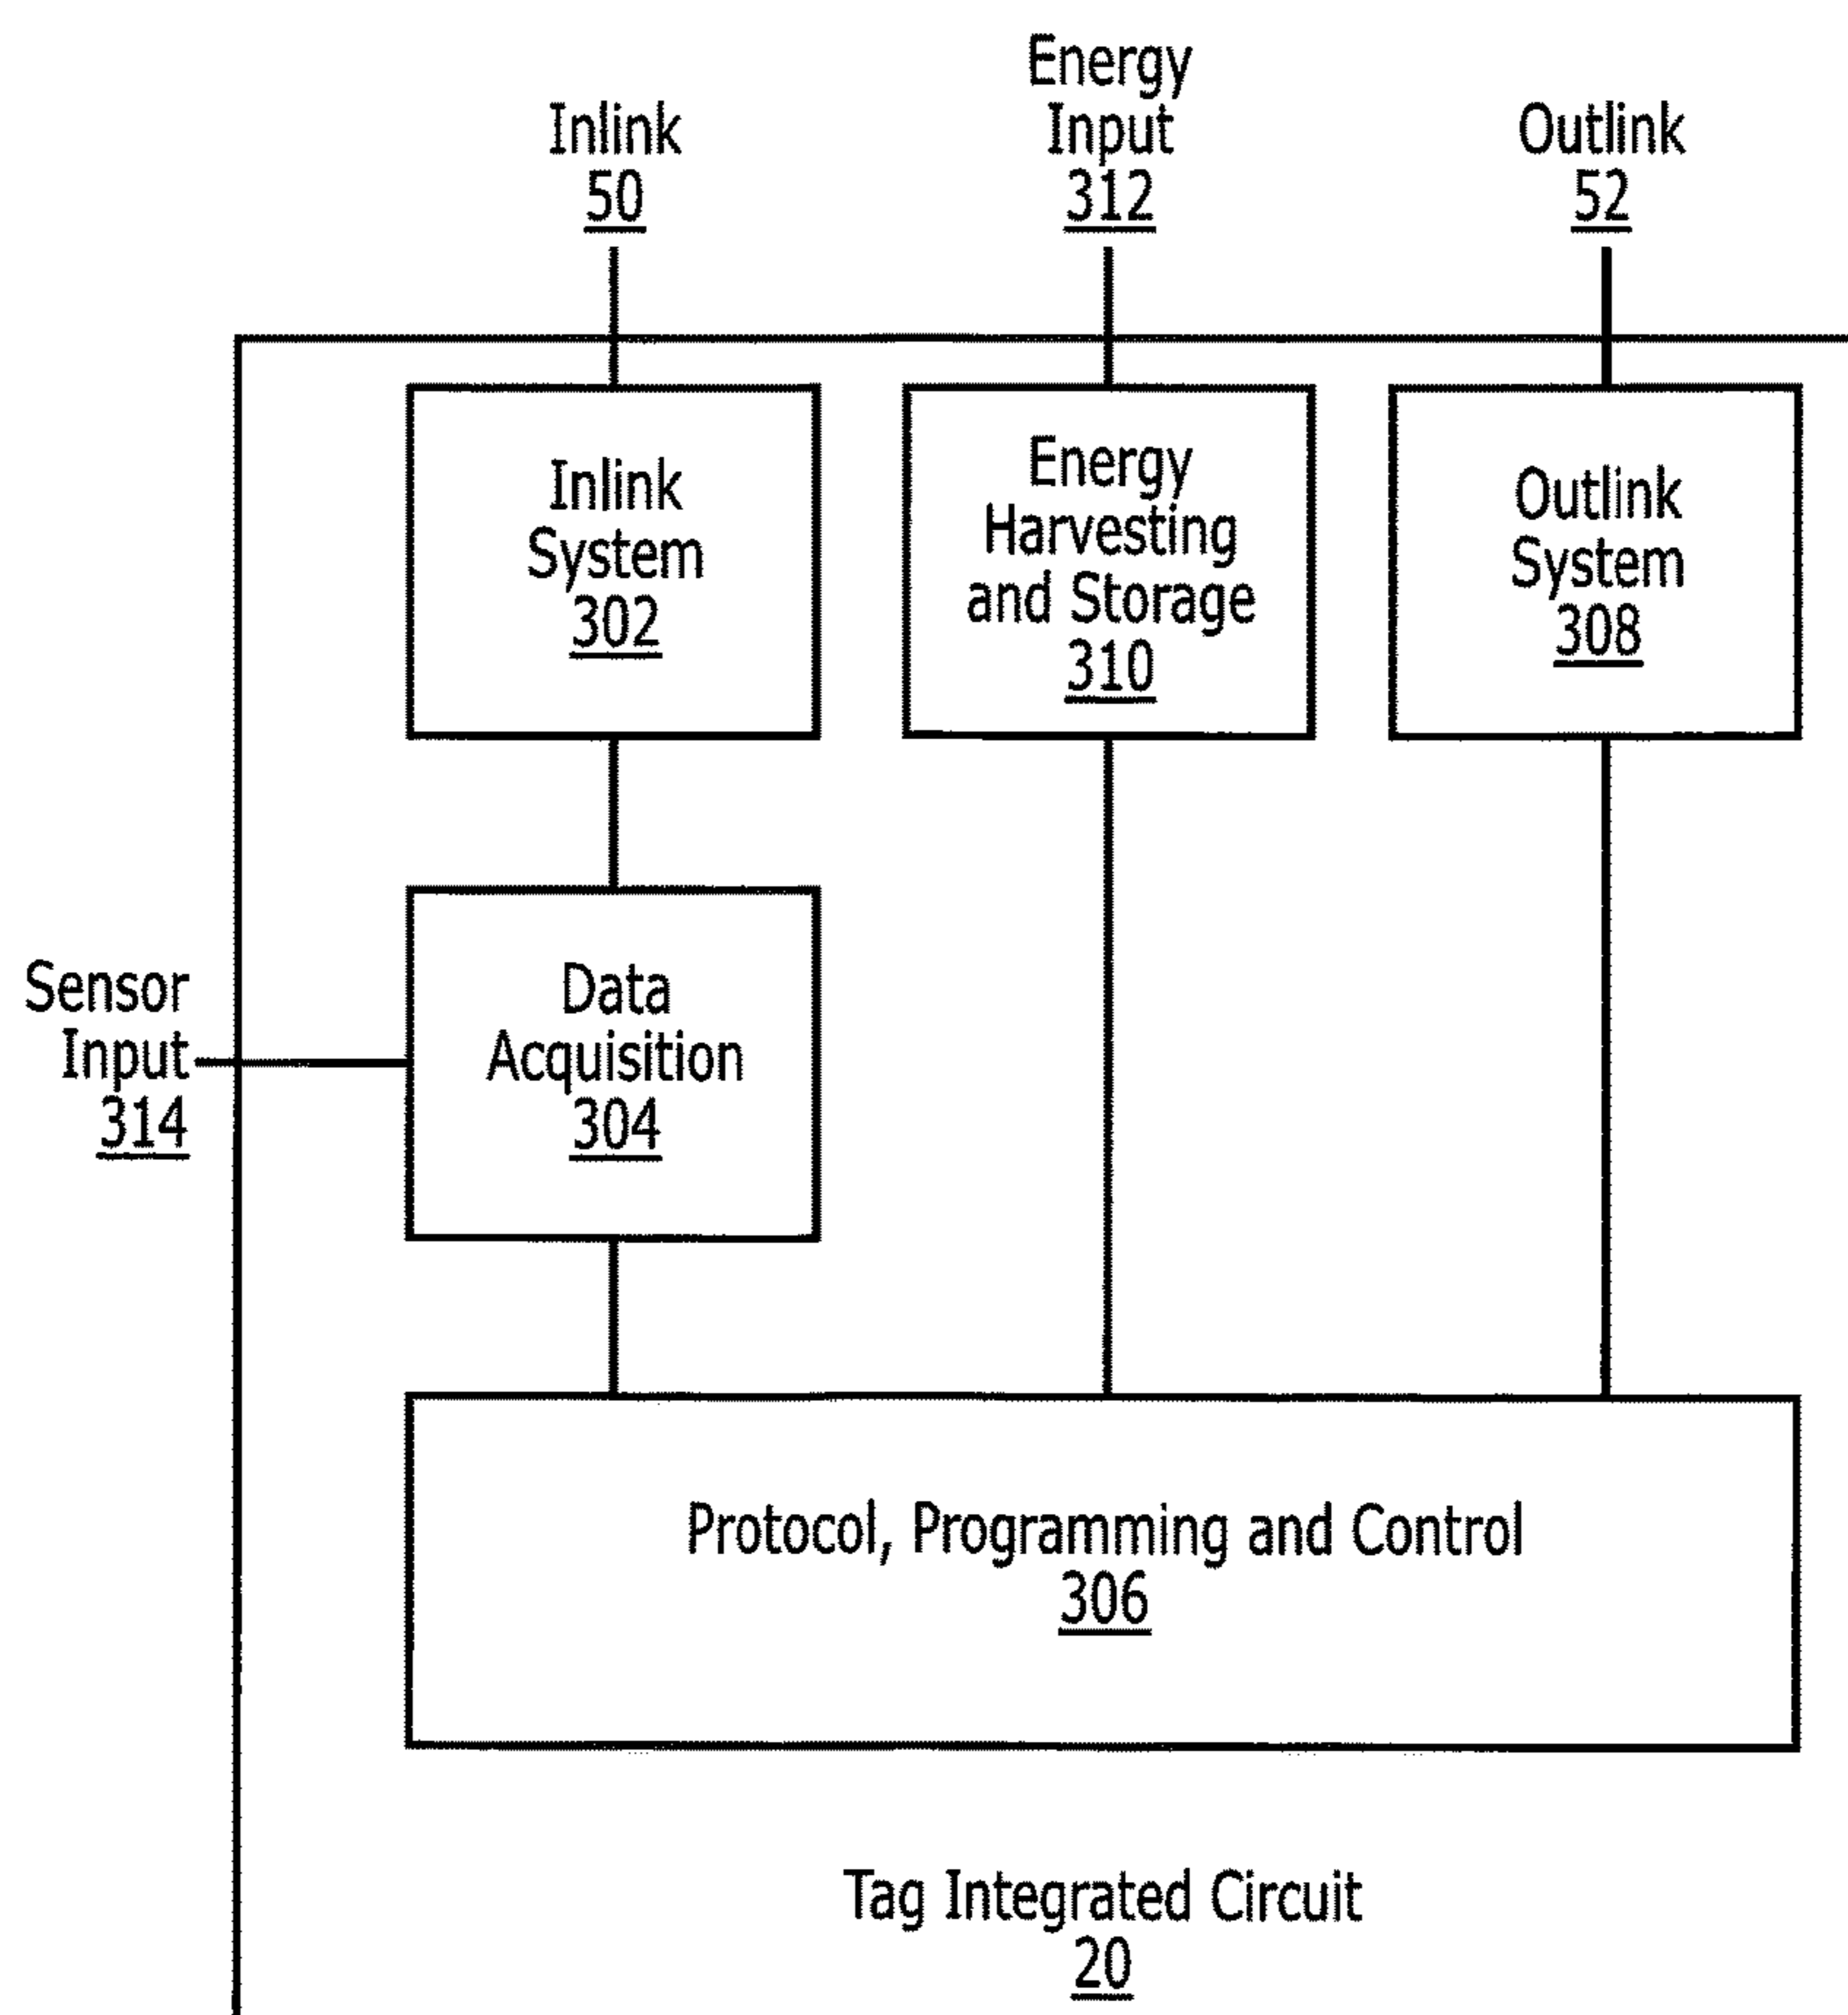 Inlink
50
Energy
Input
312
Outlink
52
Inlink
System
302
Energy
Harvesting
and Storage
310
Outlink
System
308
Sensor
Input
314
Data
Acquisition
304
Protocol, Programming and Control
306
Tag Integrated Circuit
20